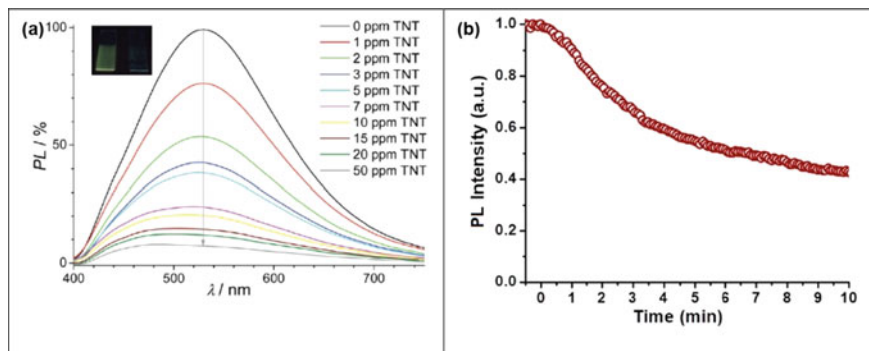 (a)
100
50
0
PL / %
400
500
600
700
λ / nm
0 ppm TNT
1 ppm TNT
2 ppm TNT
3 ppm TNT
5 ppm TNT
7 ppm TNT
10 ppm TNT
15 ppm TNT
20 ppm TNT
50 ppm TNT
(b)
1.0
0.8
0.6
0.4
0.2
0.0
PL Intensity (a.u.)
0 1 2 3 4 5 6 7 8 9 10
Time (min)